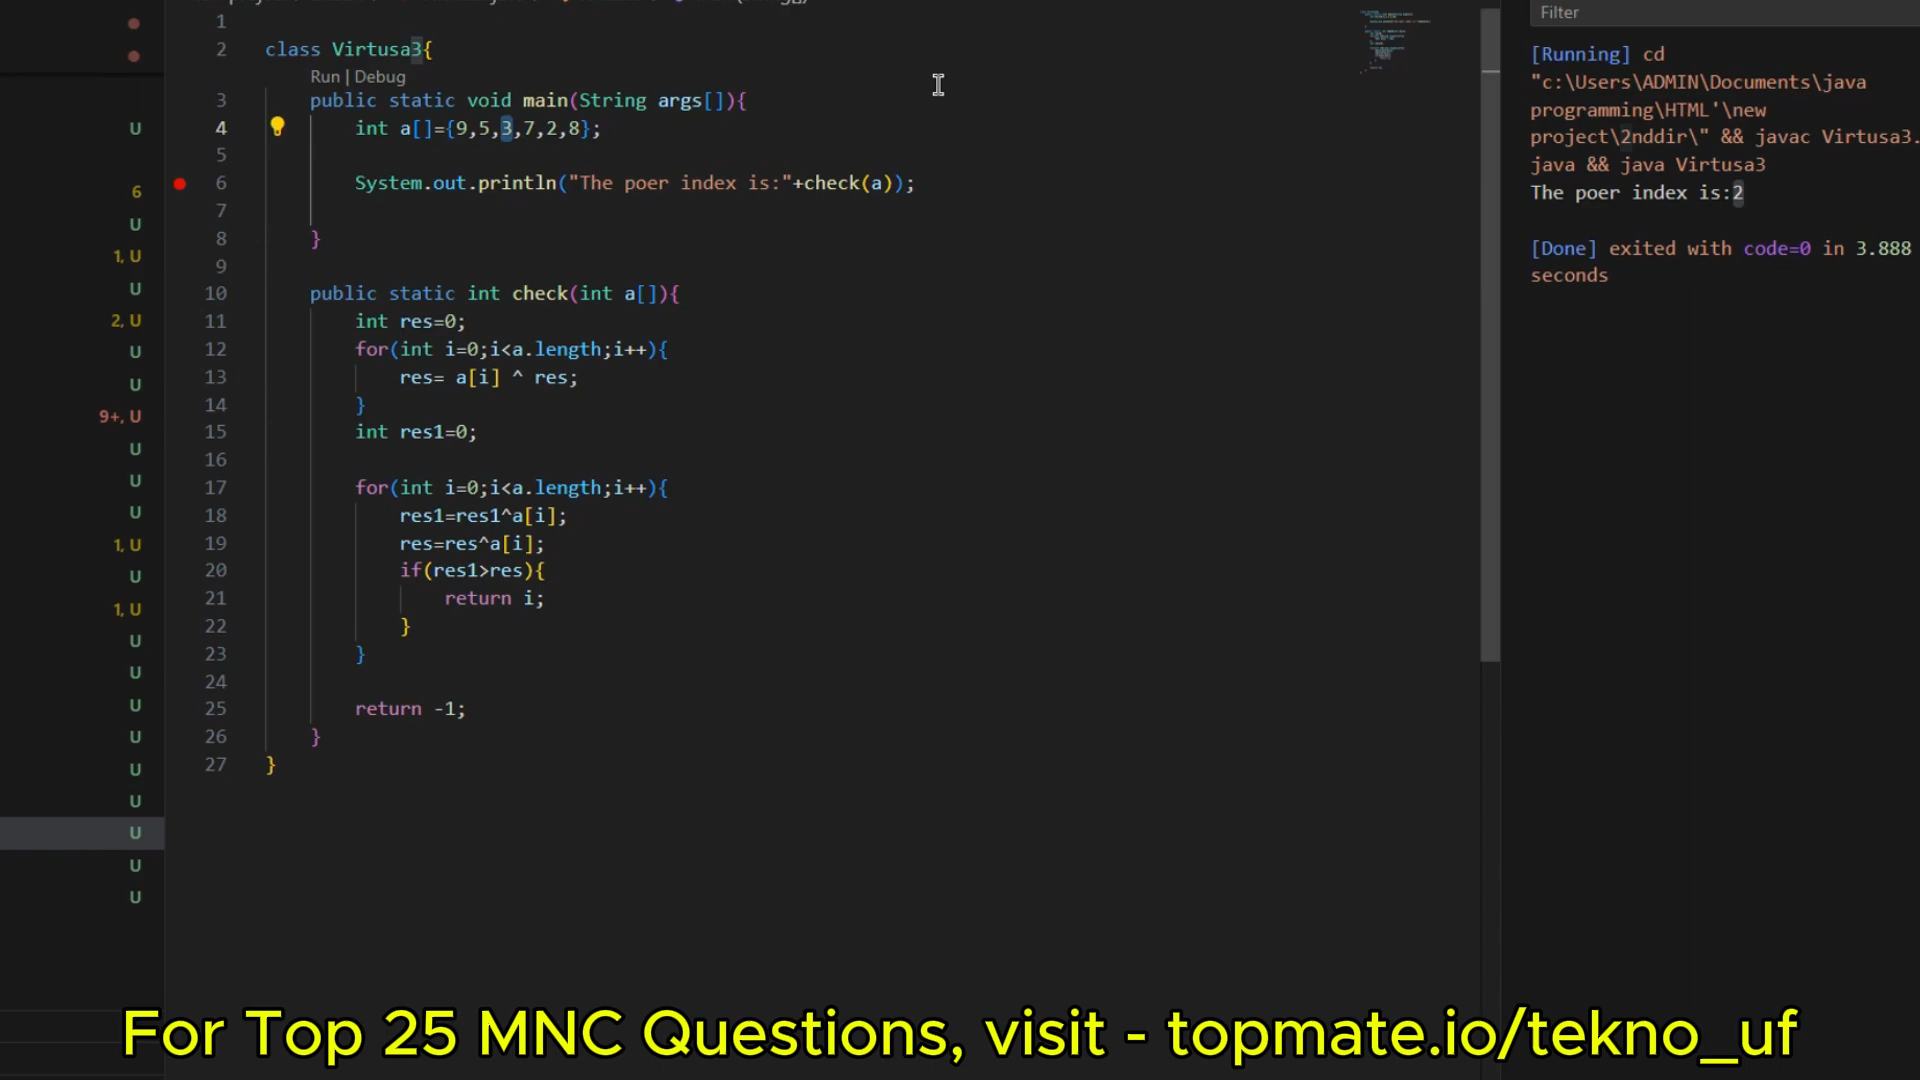 1
2 class Virtusa3{
Run | Debug
3 public static void main(String args[]){
4 int a[]={9,5,3,7,2,8};
5
6 System.out.println("The poer index is:"+check(a));
7
8 }
9
10 public static int check(int a[]){
11 int res=0;
12 for(int i=0;i<a.length;i++){
13 res= a[i] ^ res;
14 }
15 int res1=0;
16
17 for(int i=0;i<a.length;i++){
18 res1=res1^a[i];
19 res=res^a[i];
20 if(res1>res){
21 return i;
22 }
23 }
24
25 return -1;
26 }
27 }
U
6
U
1, U
U
2, U
U
U
9+, U
U
U
U
1, U
U
1, U
U
U
U
U
U
U
U
U
U
Filter
[Running] cd
"c:\Users\ADMIN\Documents\java
programming\HTML'\new
project\2nddir\" && javac Virtusa3.
java && java Virtusa3
The poer index is:2
[Done] exited with code=0 in 3.888
seconds
For Top 25 MNC Questions, visit - topmate.io/tekno_uf